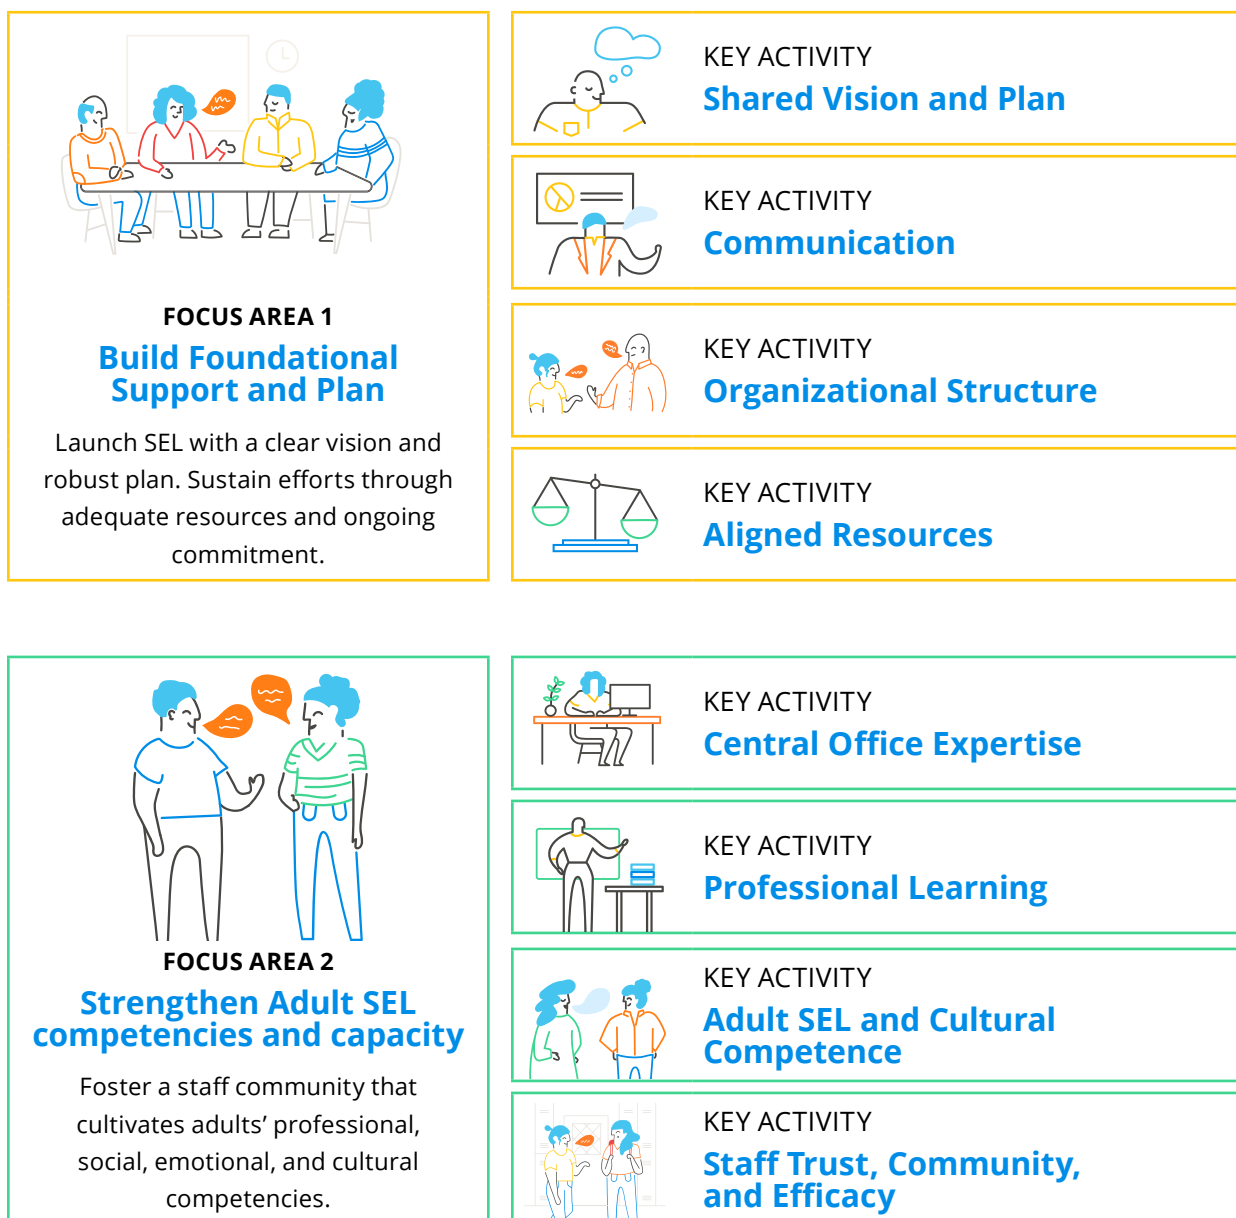 FOCUS AREA 1
Build Foundational
Support and Plan
Launch SEL with a clear vision and
robust plan. Sustain efforts through
adequate resources and ongoing
commitment.
KEY ACTIVITY
Shared Vision and Plan
KEY ACTIVITY
Communication
KEY ACTIVITY
Organizational Structure
KEY ACTIVITY
Aligned Resources
FOCUS AREA 2
Strengthen Adult SEL
competencies and capacity
Foster a staff community that
cultivates adults’ professional,
social, emotional, and cultural
competencies.
KEY ACTIVITY
Central Office Expertise
KEY ACTIVITY
Professional Learning
KEY ACTIVITY
Adult SEL and Cultural
Competence
KEY ACTIVITY
Staff Trust, Community,
and Efficacy